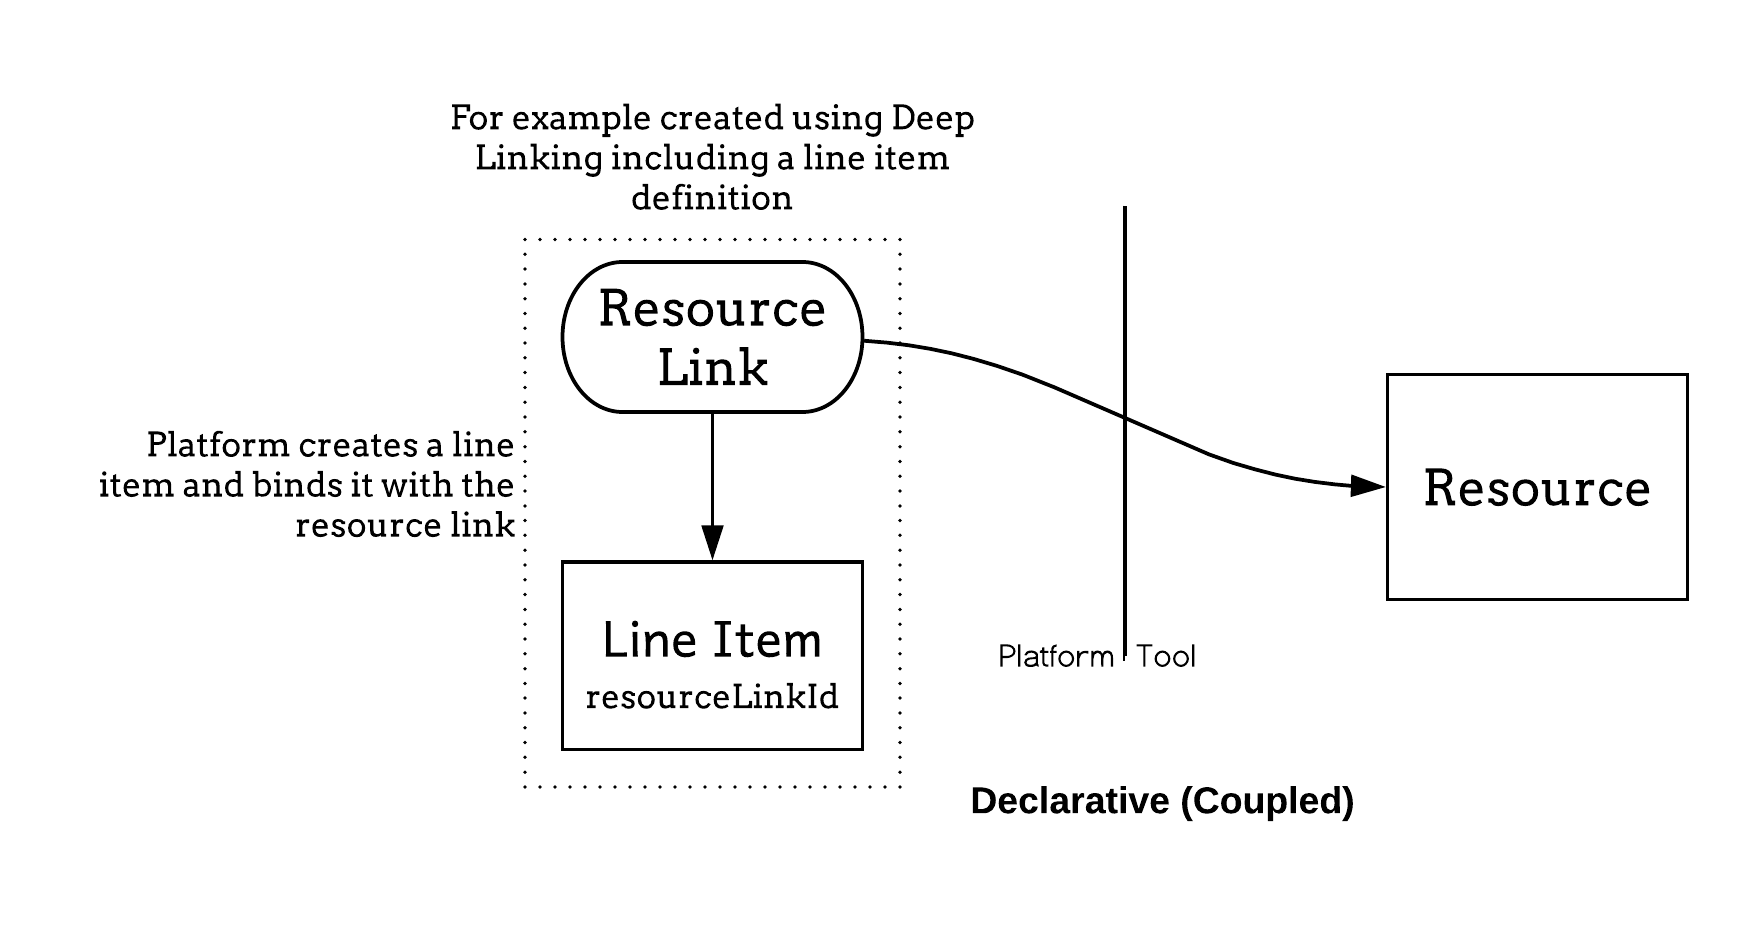 For example created using Deep
Linking including a line item
definition
Resource
Link
Platform creates a line
item and binds it with the
resource link
Resource
Line Item
resourceLinkId
Platform
Tool
Declarative (Coupled)